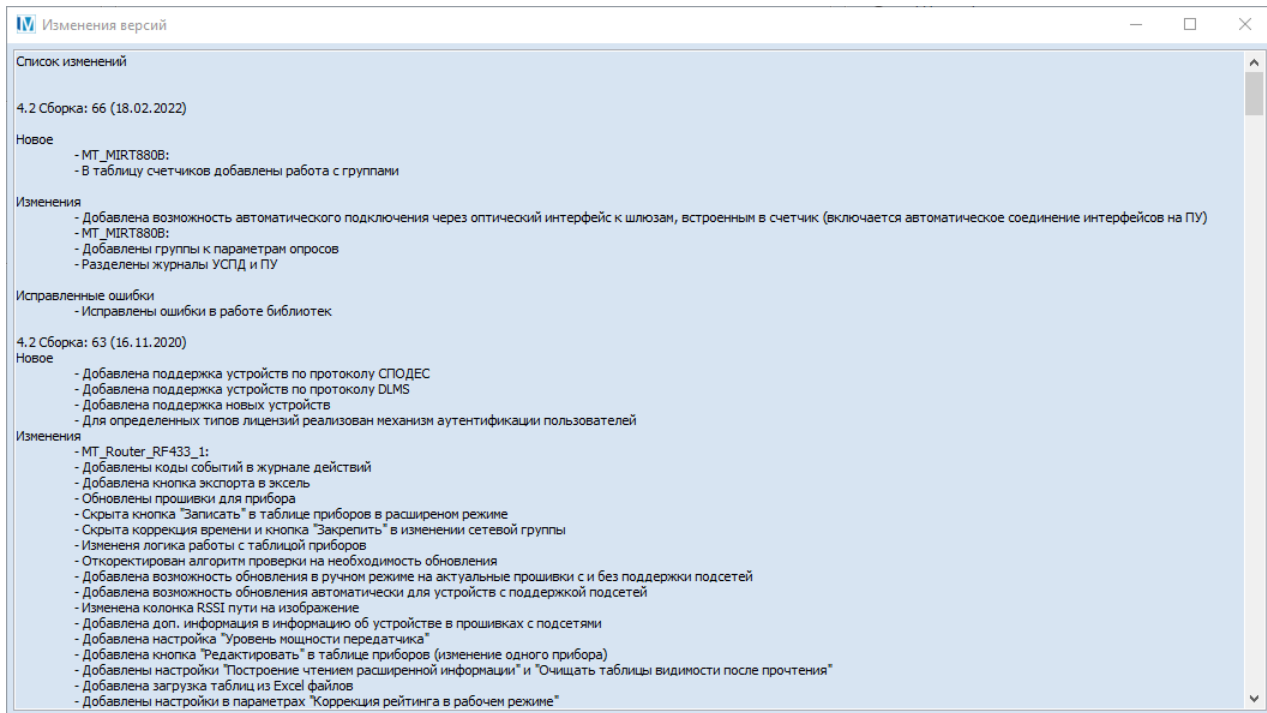 Изменения версий
Список изменений
4.2 Сборка: 66 (18.02.2022)
Новое
- MT_MIRT880B:
- В таблицу счетчиков добавлены работа с группами
Изменения
- Добавлена возможность автоматического подключения через оптический интерфейс к шлюзам, встроенным в счетчик (включается автоматическое соединение интерфейсов на ПУ)
- MT_MIRT880B:
- Добавлены группы к параметрам опросов
- Разделены журналы УСПД и ПУ
Исправленные ошибки
- Исправлены ошибки в работе библиотек
4.2 Сборка: 63 (16.11.2020)
Новое
- Добавлена поддержка устройств по протоколу СПОДЕС
- Добавлена поддержка устройств по протоколу DLMS
- Добавлена поддержка новых устройств
- Для определенных типов лицензий реализован механизм аутентификации пользователей
Изменения
- MT_Router_RF433_1:
- Добавлены коды событий в журнале действий
- Добавлена кнопка экспорта в эксель
- Обновлены прошивки для прибора
- Скрыта кнопка "Записать" в таблице приборов в расширеном режиме
- Скрыта коррекция времени и кнопка "Закрепить" в изменении сетевой группы
- Измененя логика работы с таблицой приборов
- Откоректирован алгоритм проверки на необходимость обновления
- Добавлена возможность обновления в ручном режиме на актуальные прошивки с и без поддержки подсетей
- Добавлена возможность обновления автоматически для устройств с поддержкой подсетей
- Изменена колонка RSSI пути на изображение
- Добавлена доп. информация в информацию об устройстве в прошивках с подсетями
- Добавлена настройка "Уровень мощности передатчика"
- Добавлена кнопка "Редактировать" в таблице приборов (изменение одного прибора)
- Добавлены настройки "Построение чтением расширенной информации" и "Очищать таблицы видимости после прочтения"
- Добавлена загрузка таблиц из Excel файлов
- Добавлены настройки в параметрах "Коррекция рейтинга в рабочем режиме"